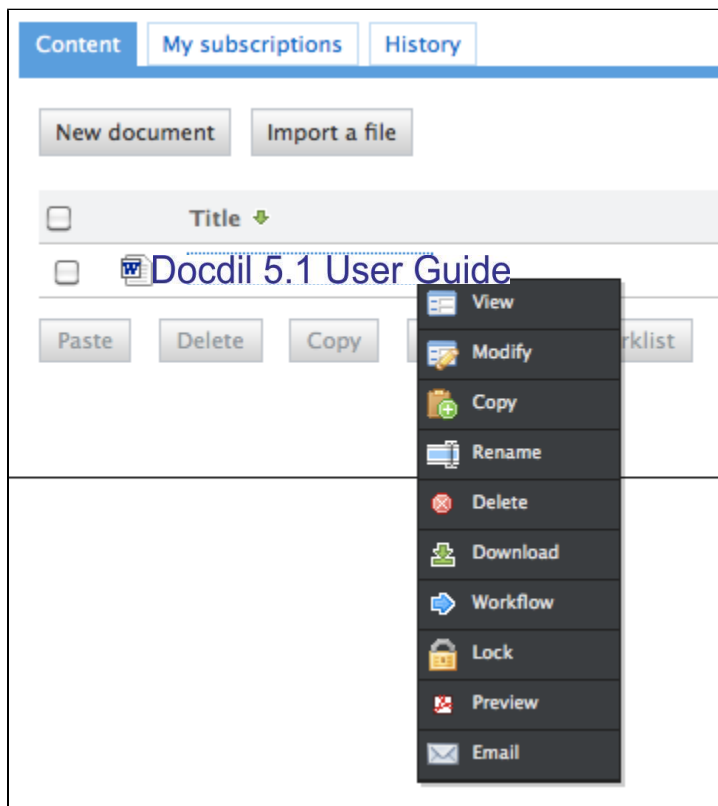 Content My subscriptions History
New document Import a file
Title
Docdil 5.1 User Guide
View
Paste Delete Copy
Modify
Copy
Rename
Delete
Download
Workflow
Lock
Preview
Email